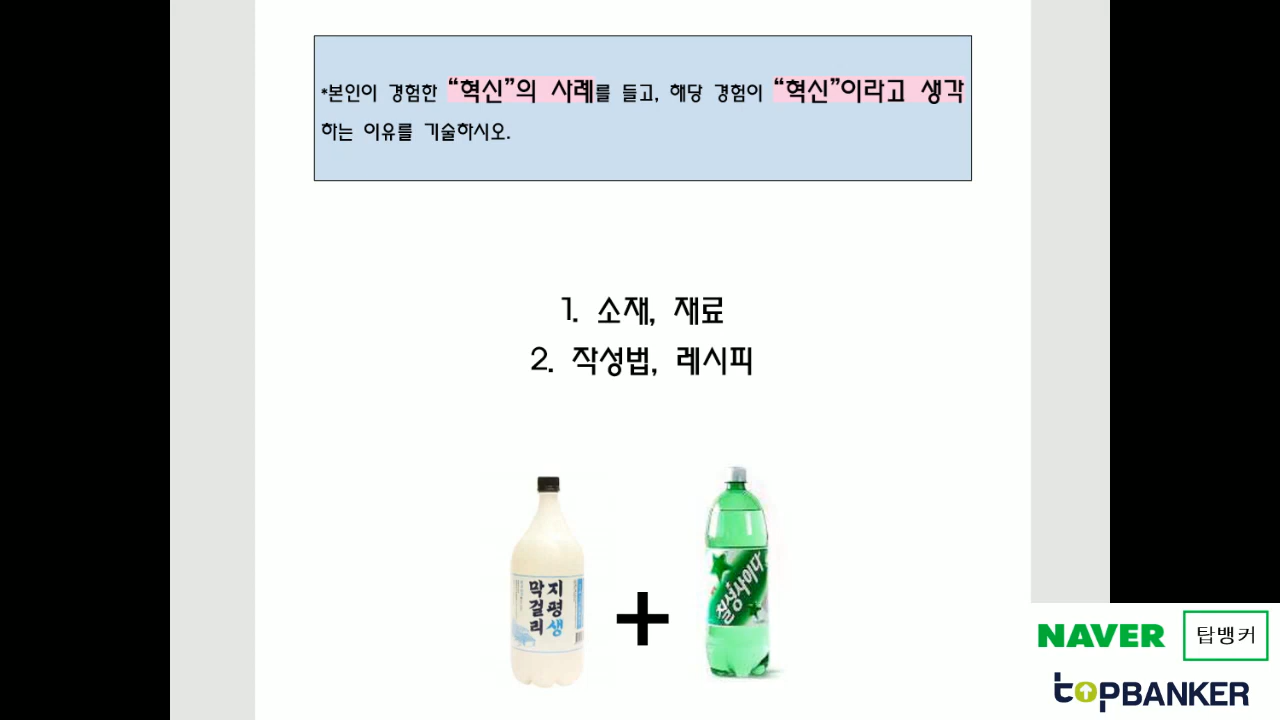 *본인이 경험한 “혁신”의 사례를 들고, 해당 경험이 “혁신”이라고 생각
하는 이유를 기술하시오.
1. 소재, 재료
2. 작성법, 레시피
지평생
막걸리
칠성사이다
NAVER 탑뱅커
topBANKER